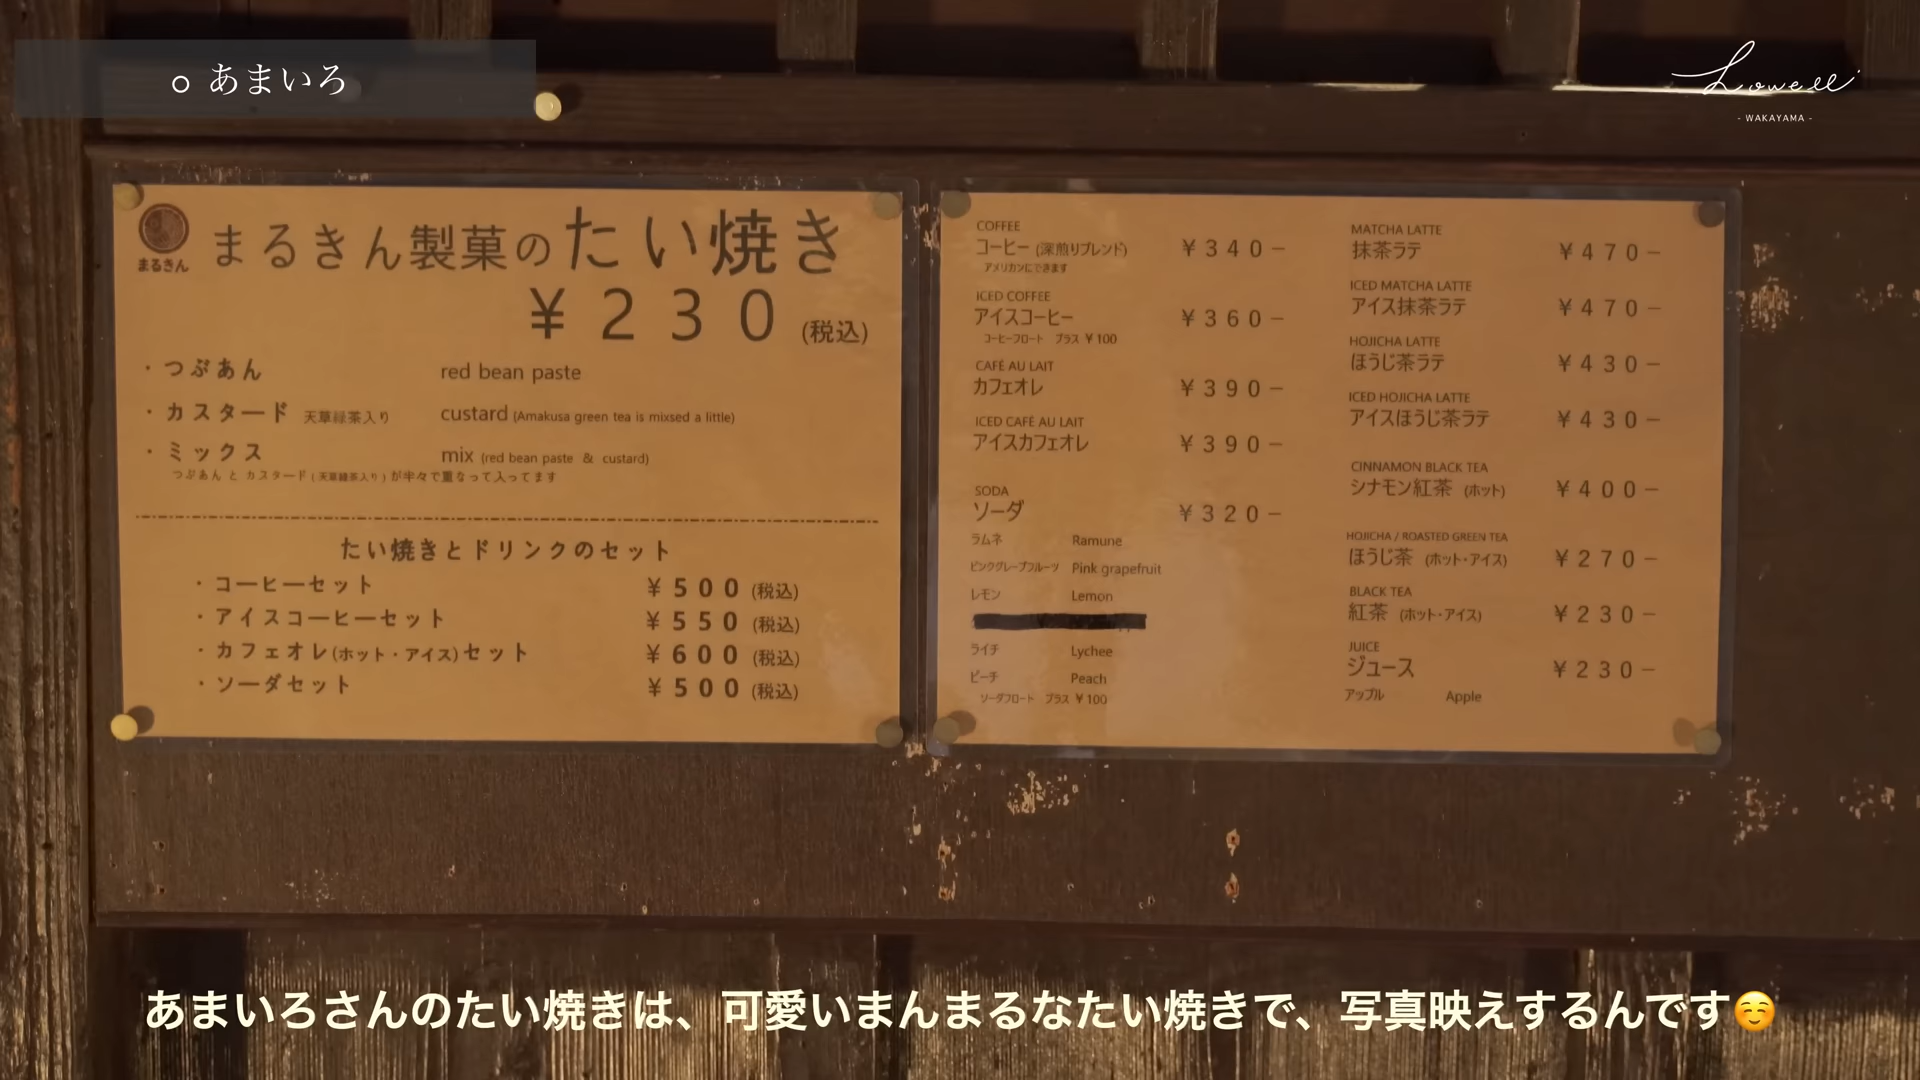 あまいろ
Lowell
- WAKAYAMA -
まるきん
まるきん製菓のたい焼き
￥230 (税込)
・つぶあん red bean paste
・カスタード 天草緑茶入り custard (Amakusa green tea is mixsed a little)
・ミックス mix (red bean paste & custard)
つぶあん と カスタード(天草緑茶入り)が半々で重なって入ってます
たい焼きとドリンクのセット
・コーヒーセット ￥500 (税込)
・アイスコーヒーセット ￥550 (税込)
・カフェオレ(ホット・アイス)セット ￥600 (税込)
・ソーダセット ￥500 (税込)
COFFEE
コーヒー (深煎りブレンド) ￥340－
アメリカンにできます
ICED COFFEE
アイスコーヒー ￥360－
コーヒーフロート プラス ￥100
CAFÉ AU LAIT
カフェオレ ￥390－
ICED CAFÉ AU LAIT
アイスカフェオレ ￥390－
SODA
ソーダ ￥320－
ラムネ Ramune
ピンクグレープフルーツ Pink grapefruit
レモン Lemon
ライチ Lychee
ピーチ Peach
ソーダフロート プラス ￥100
MATCHA LATTE
抹茶ラテ ￥470－
ICED MATCHA LATTE
アイス抹茶ラテ ￥470－
HOJICHA LATTE
ほうじ茶ラテ ￥430－
ICED HOJICHA LATTE
アイスほうじ茶ラテ ￥430－
CINNAMON BLACK TEA
シナモン紅茶 (ホット) ￥400－
HOJICHA / ROASTED GREEN TEA
ほうじ茶 (ホット・アイス) ￥270－
BLACK TEA
紅茶 (ホット・アイス) ￥230－
JUICE
ジュース ￥230－
アップル Apple
あまいろさんのたい焼きは、可愛いまんまるなたい焼きで、写真映えするんです☺️